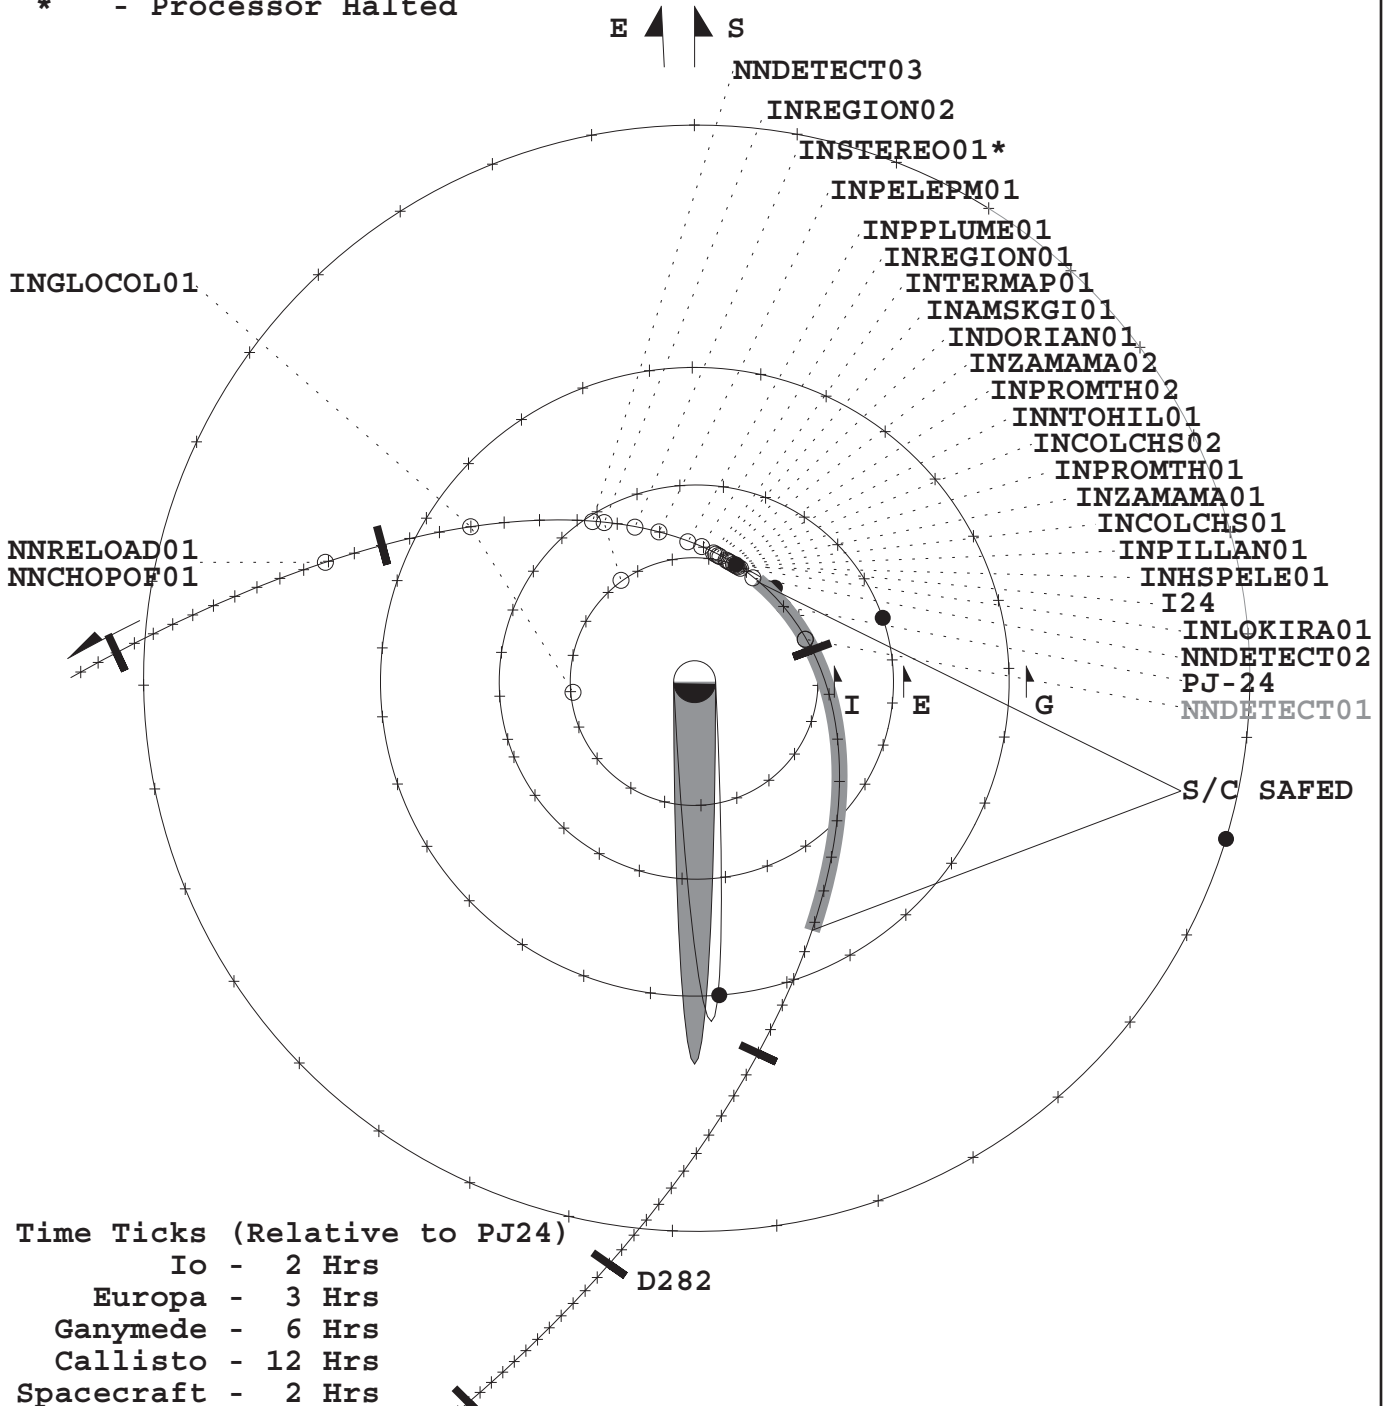 * - Processor Halted
E S
NNDETECT03
INREGION02
INSTEREO01*
INPELEPM01
INPPLUME01
INREGION01
INTERMAP01
INGLOCOL01
INAMSKGI01
INDORIAN01
INZAMAMA02
INPROMTH02
INNTOHIL01
INCOLCHS02
INPROMTH01
INZAMAMA01
INCOLCHS01
NNRELOAD01
INPILLAN01
NNCHOPOF01
INHSPELE01
I24
INLOKIRA01
NNDETECT02
PJ-24
I E G
NNDETECT01
S/C SAFED
Time Ticks (Relative to PJ24)
Io - 2 Hrs
D282
Europa - 3 Hrs
Ganymede - 6 Hrs
Callisto - 12 Hrs
Spacecraft - 2 Hrs